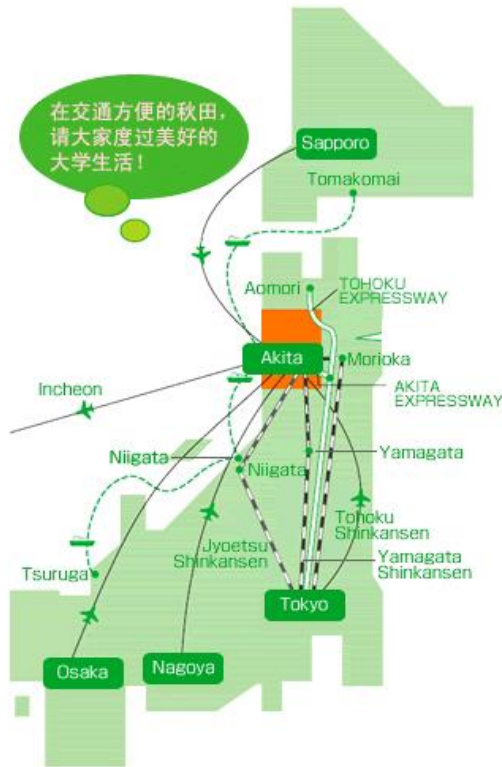 在交通方便的秋田，
请大家度过美好的
大学生活！
Sapporo
Tomakomai
Aomori
TOHOKU
EXPRESSWAY
Akita
Morioka
Incheon
AKITA
EXPRESSWAY
Niigata
Niigata
Yamagata
Tohoku
Shinkansen
Jyoetsu
Shinkansen
Yamagata
Shinkansen
Tsuruga
Tokyo
Osaka
Nagoya